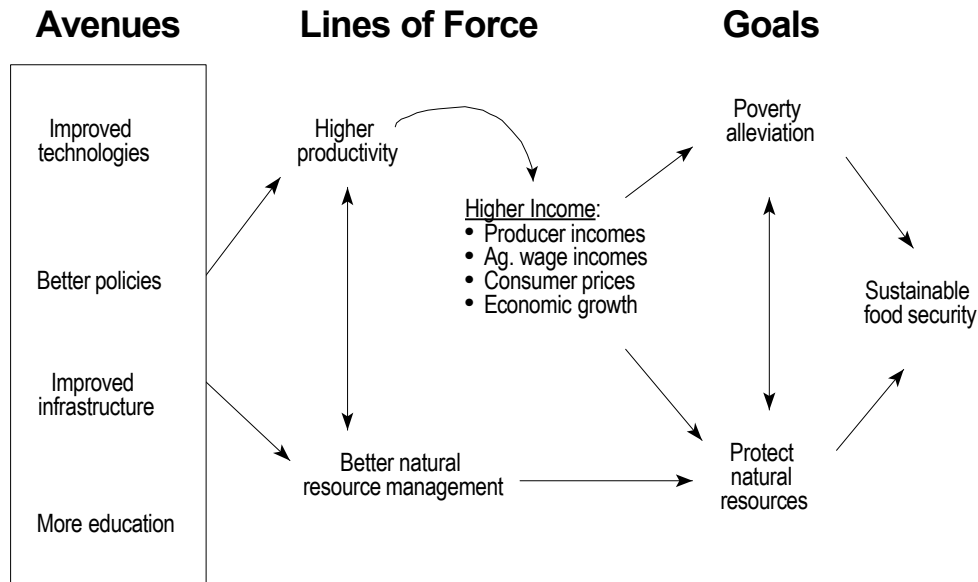 Avenues
Lines of Force
Goals
Improved
technologies
Better policies
Improved
infrastructure
More education
Higher
productivity
Higher Income:
• Producer incomes
• Ag. wage incomes
• Consumer prices
• Economic growth
Better natural
resource management
Poverty
alleviation
Sustainable
food security
Protect
natural
resources